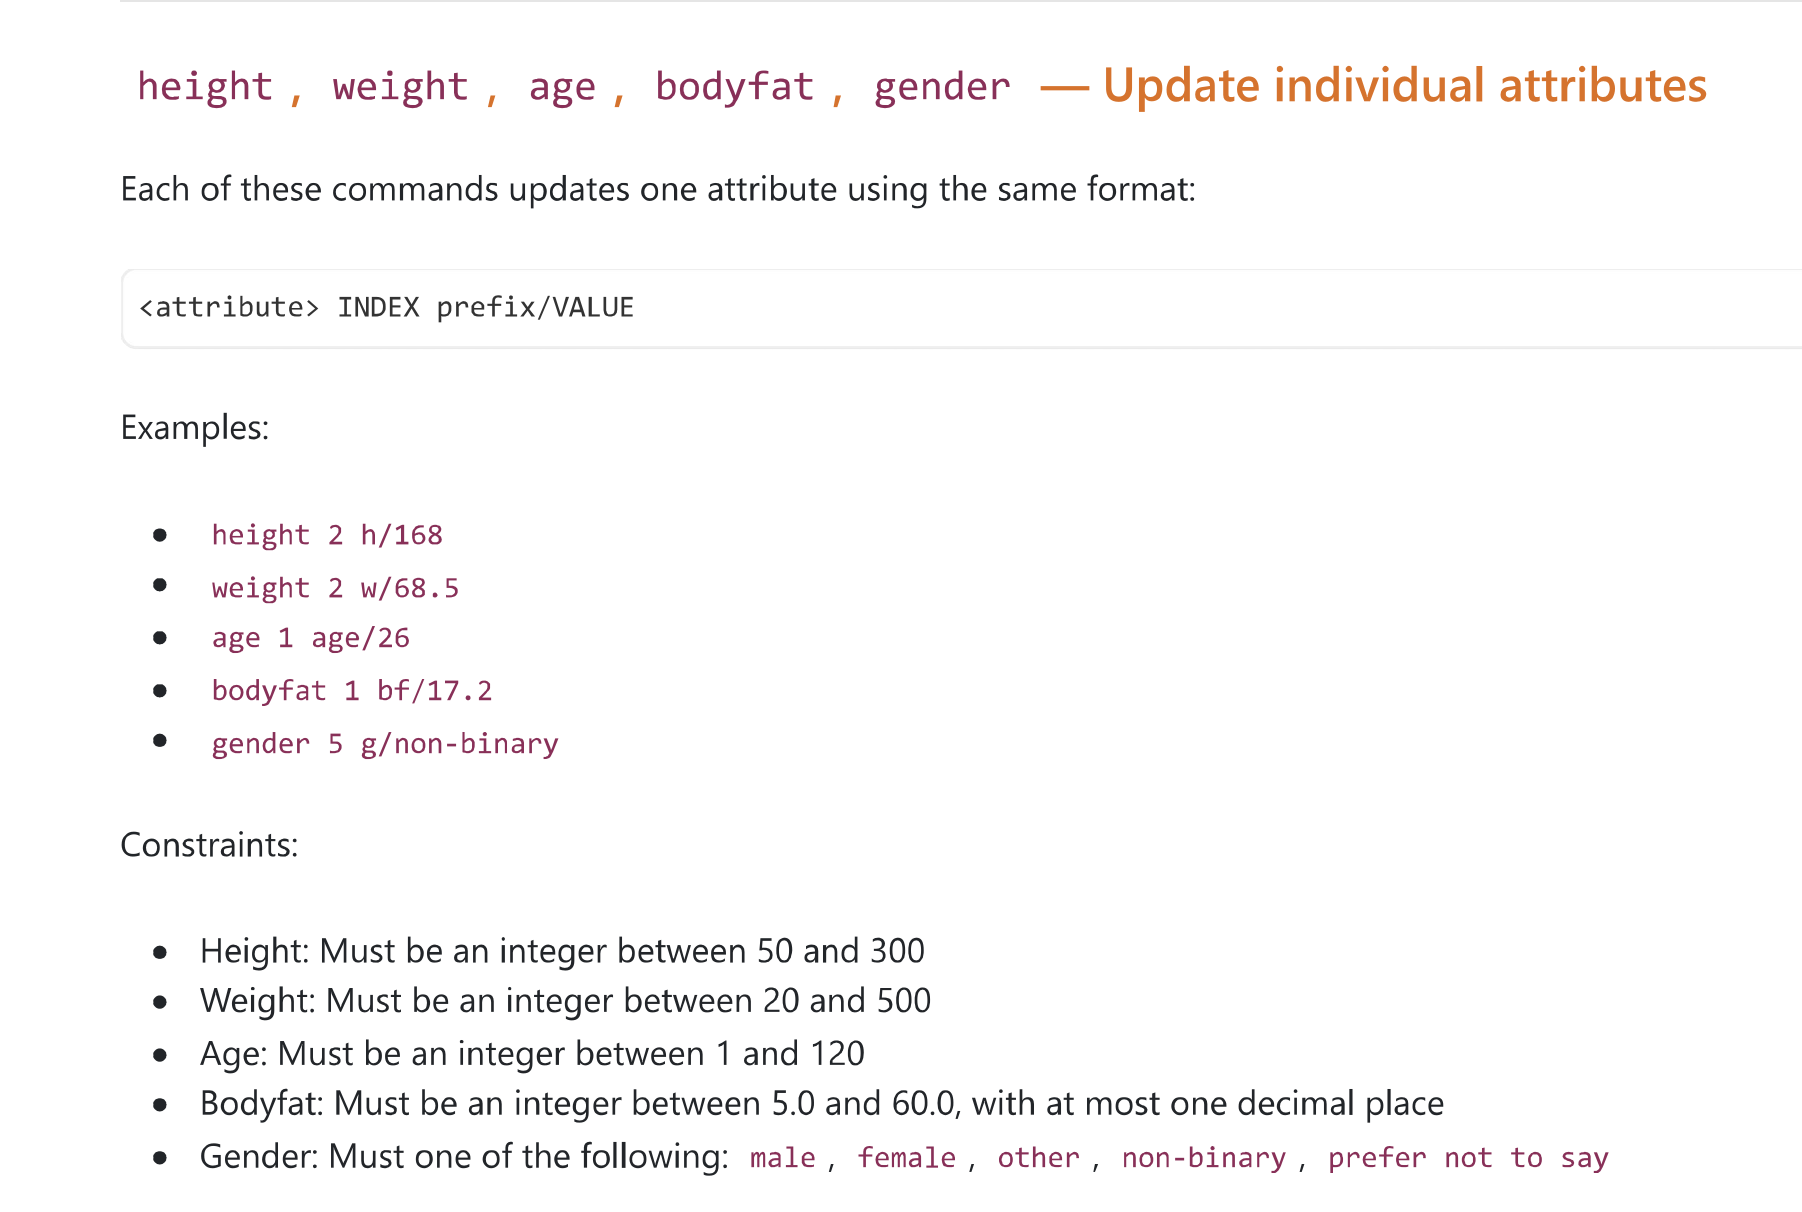 height , weight , age , bodyfat , gender — Update individual attributes
Each of these commands updates one attribute using the same format:
<attribute> INDEX prefix/VALUE
Examples:
• height 2 h/168
• weight 2 w/68.5
• age 1 age/26
• bodyfat 1 bf/17.2
• gender 5 g/non-binary
Constraints:
• Height: Must be an integer between 50 and 300
• Weight: Must be an integer between 20 and 500
• Age: Must be an integer between 1 and 120
• Bodyfat: Must be an integer between 5.0 and 60.0, with at most one decimal place
• Gender: Must one of the following: male , female , other , non-binary , prefer not to say